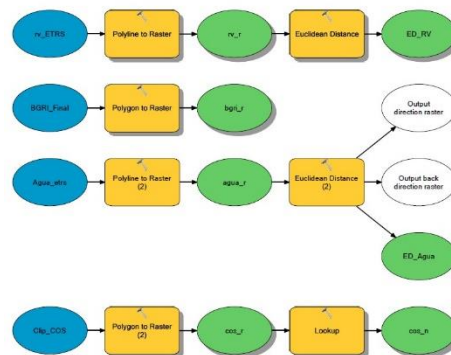 rv_ETRS
Polyline to Raster
rv_r
Euclidean Distance
ED_RV
BGRI_Final
Polygon to Raster
bgri_r
Output
direction raster
Agua_etrs
Polyline to Raster
(2)
agua_r
Euclidean Distance
(2)
Output back
direction raster
ED_Agua
Clip_COS
Polygon to Raster
(2)
cos_r
Lookup
cos_n